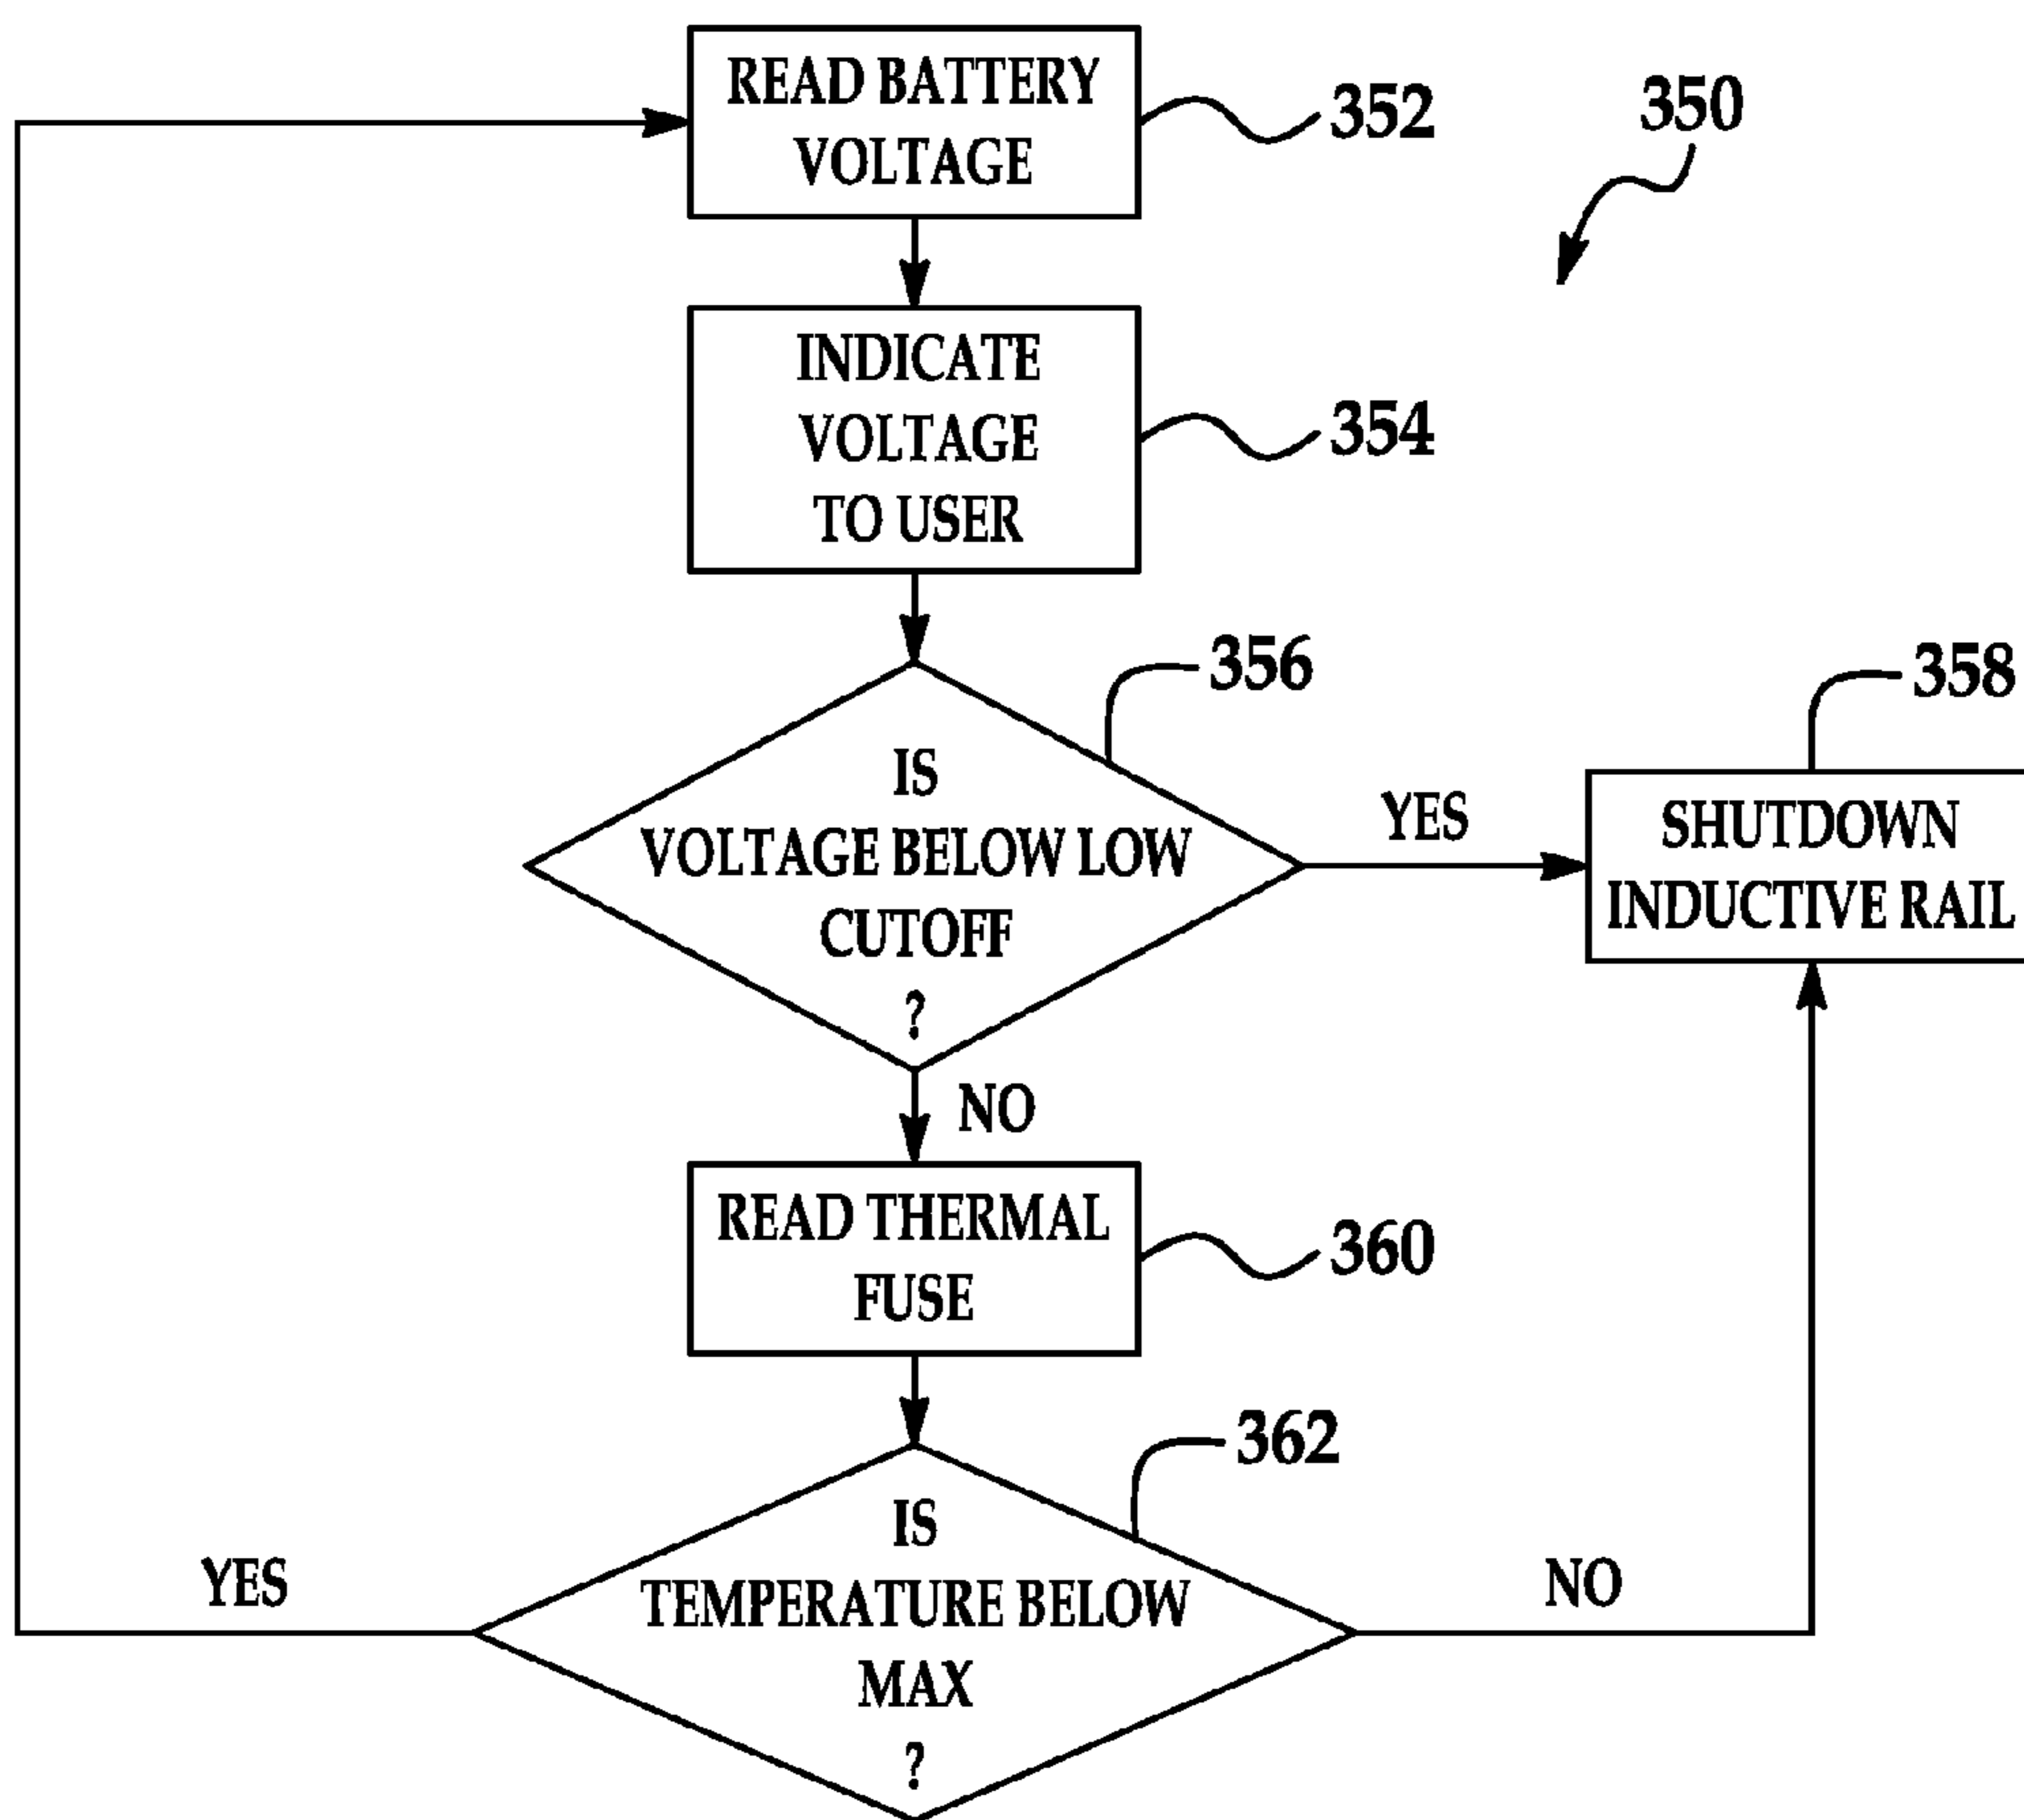 READ BATTERY
VOLTAGE
352
350
INDICATE
VOLTAGE
TO USER
354
356
358
IS
VOLTAGE BELOW LOW
CUTOFF
?
YES
SHUTDOWN
INDUCTIVE RAIL
NO
READ THERMAL
FUSE
360
362
IS
TEMPERATURE BELOW
MAX
?
YES
NO